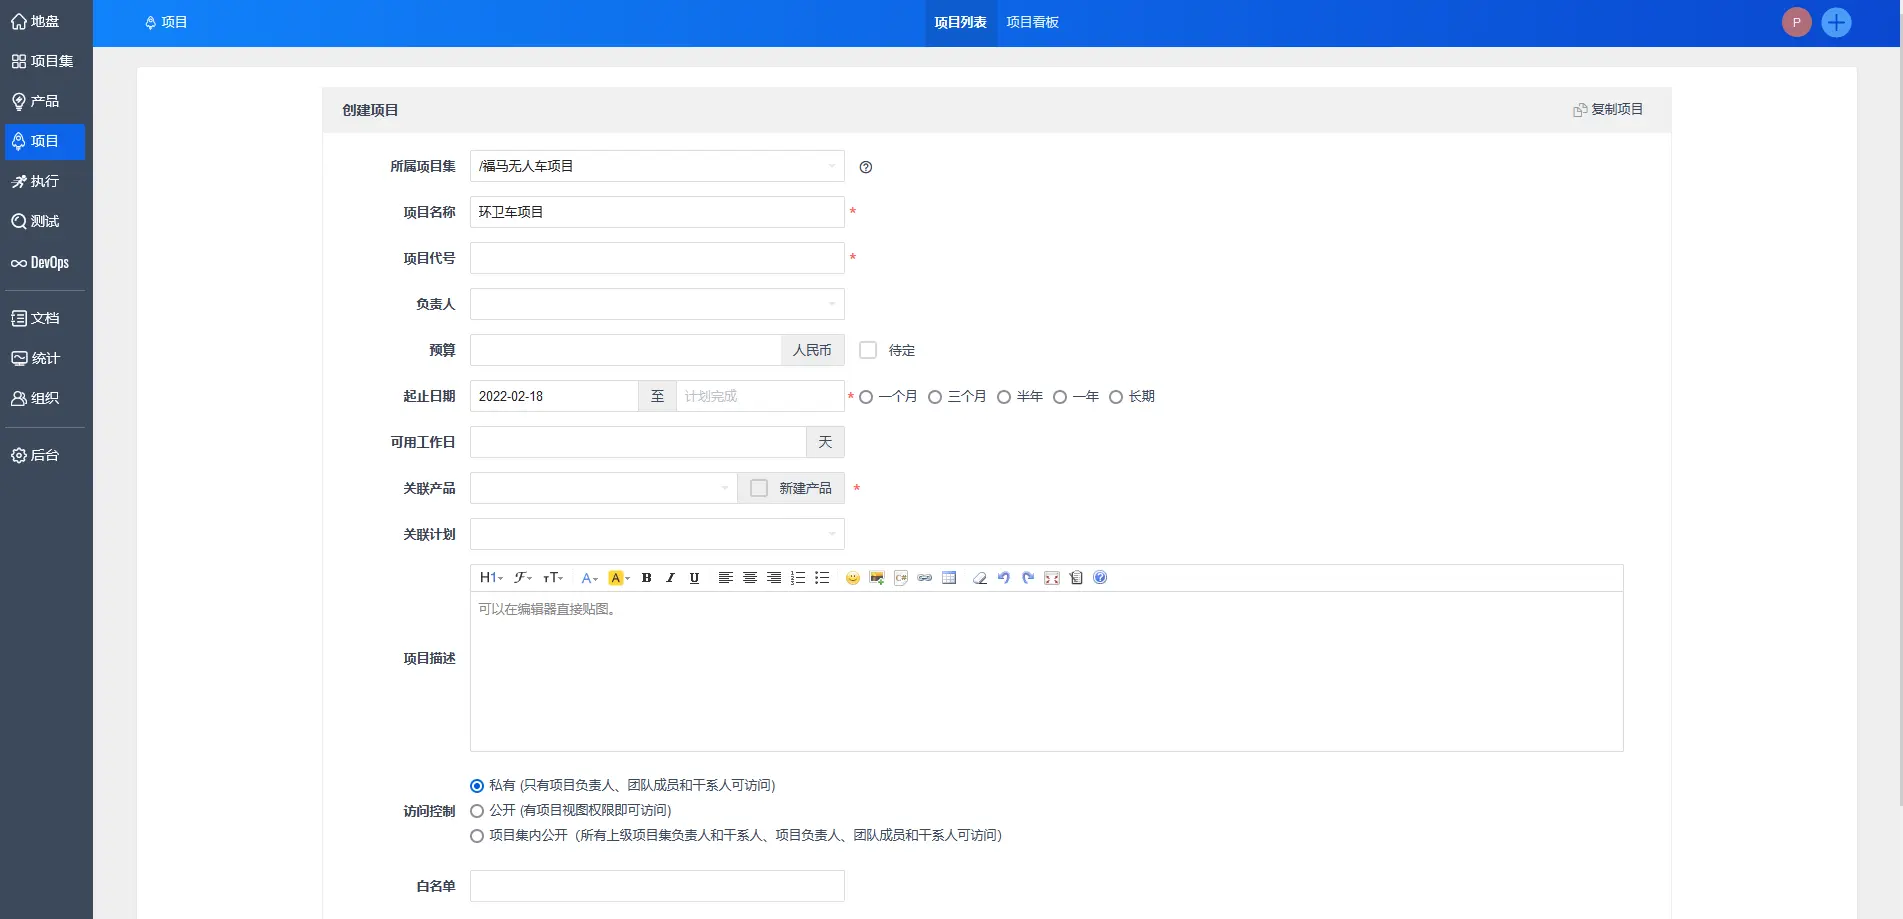 地盘
项目集
产品
项目
执行
测试
DevOps
文档
统计
组织
后台
项目
项目列表 项目看板
P
创建项目
复制项目
所属项目集 /福马无人车项目
项目名称 环卫车项目 *
项目代号 *
负责人
预算 人民币 待定
起止日期 2022-02-18 至 计划完成 * 一个月 三个月 半年 一年 长期
可用工作日 天
关联产品 新建产品 *
关联计划
H1 F TT A A B I U C#
可以在编辑器直接贴图。
项目描述
私有 (只有项目负责人、团队成员和干系人可访问)
访问控制 公开 (有项目视图权限即可访问)
项目集内公开（所有上级项目集负责人和干系人、项目负责人、团队成员和干系人可访问）
白名单